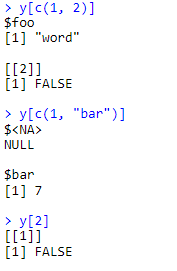 > y[c(1, 2)]
$foo
[1] "word"

[[2]]
[1] FALSE

> y[c(1, "bar")]
$<NA>
NULL

$bar
[1] 7

> y[2]
[[1]]
[1] FALSE